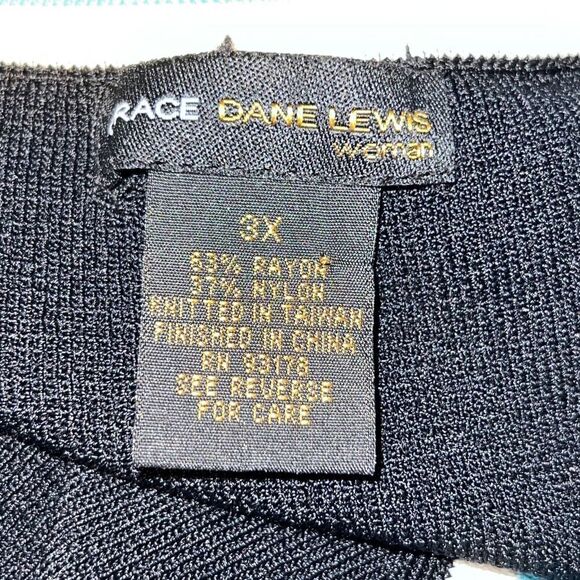 RACE DANE LEWIS
woman
3X
63% RAYON
37% NYLON
KNITTED IN TAIWAN
FINISHED IN CHINA
RN 93178
SEE REVERSE
FOR CARE